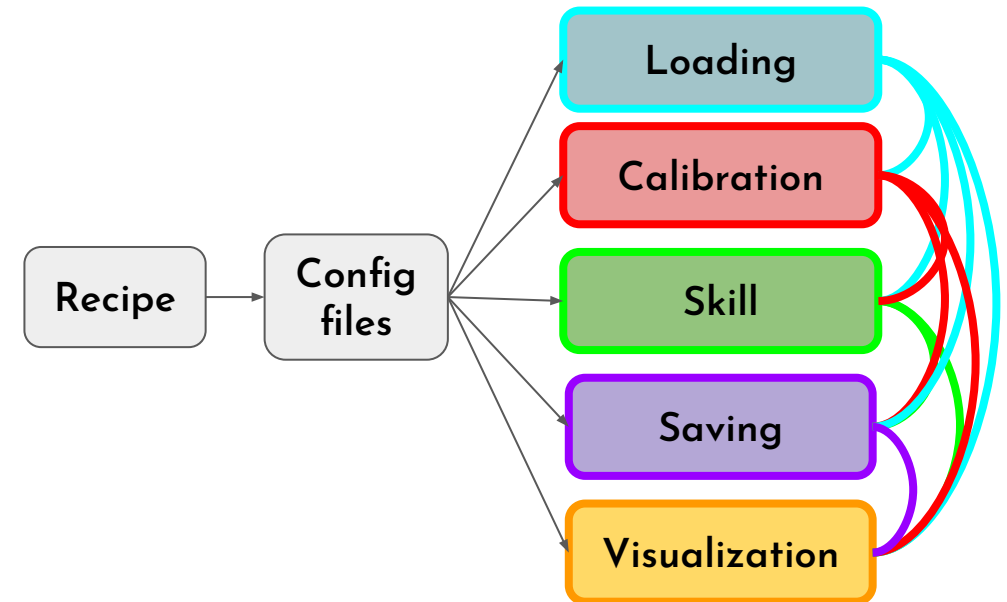 Recipe
Config
files
Loading
Calibration
Skill
Saving
Visualization